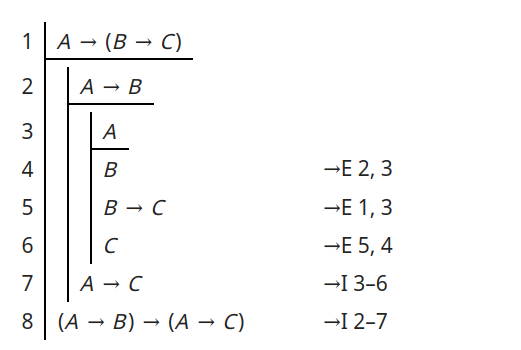 1 A → (B → C)
2 A → B
3 A
4 B →E 2, 3
5 B → C →E 1, 3
6 C →E 5, 4
7 A → C →I 3–6
8 (A → B) → (A → C) →I 2–7